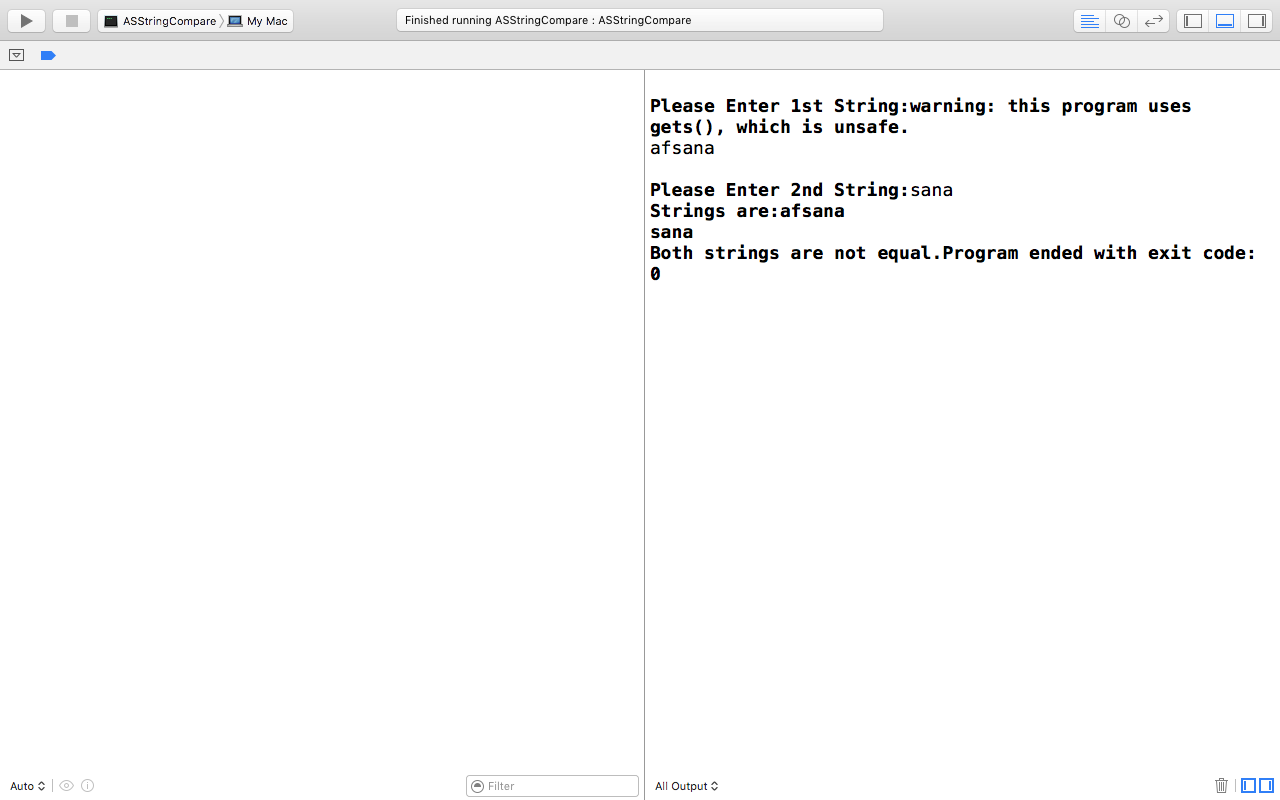 ASStringCompare My Mac
Finished running ASStringCompare : ASStringCompare
Please Enter 1st String:warning: this program uses
gets(), which is unsafe.
afsana
Please Enter 2nd String:sana
Strings are:afsana
sana
Both strings are not equal.Program ended with exit code:
0
Auto
Filter
All Output